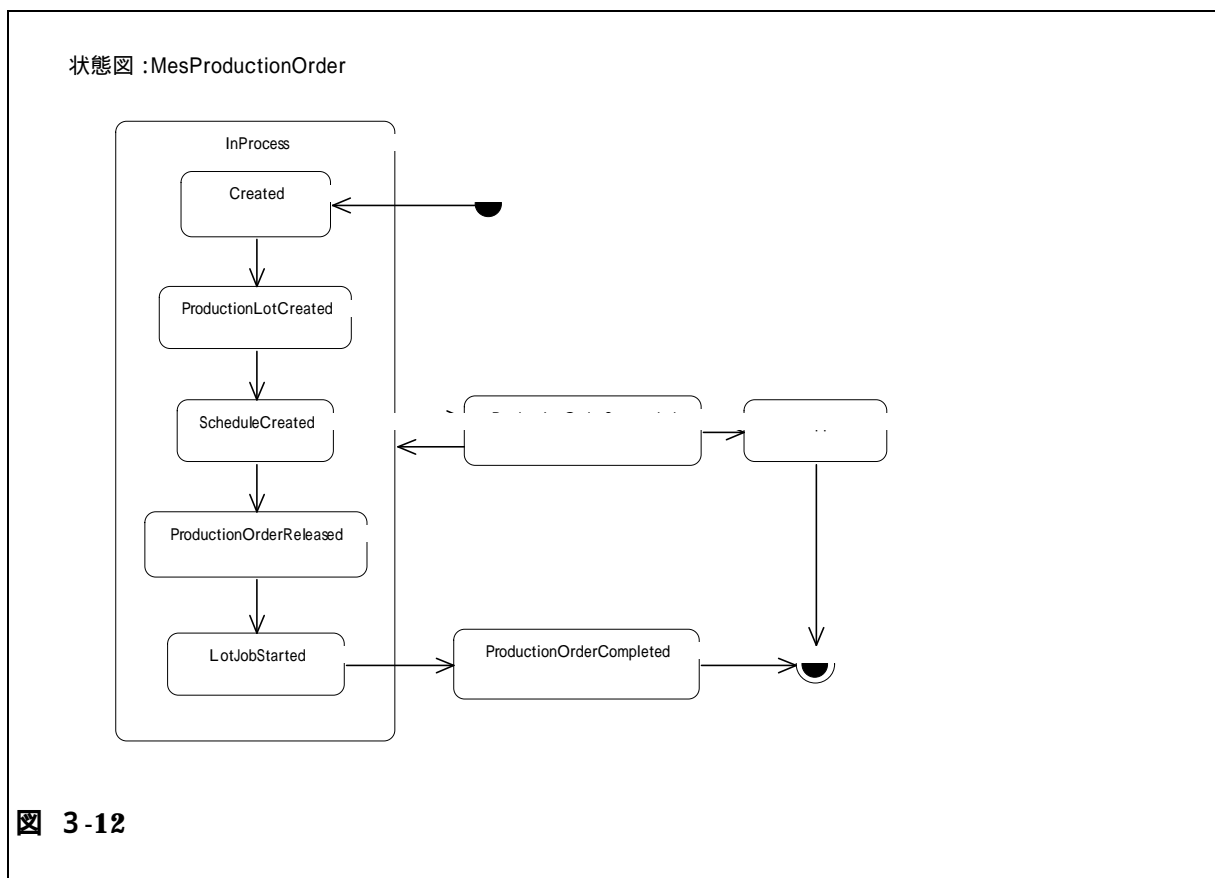 状態図 :MesProductionOrder
InProcess
Created
ProductionLotCreated
ScheduleCreated
ProductionOrderReleased
LotJobStarted
ProductionOrderCompleted
図 3-12